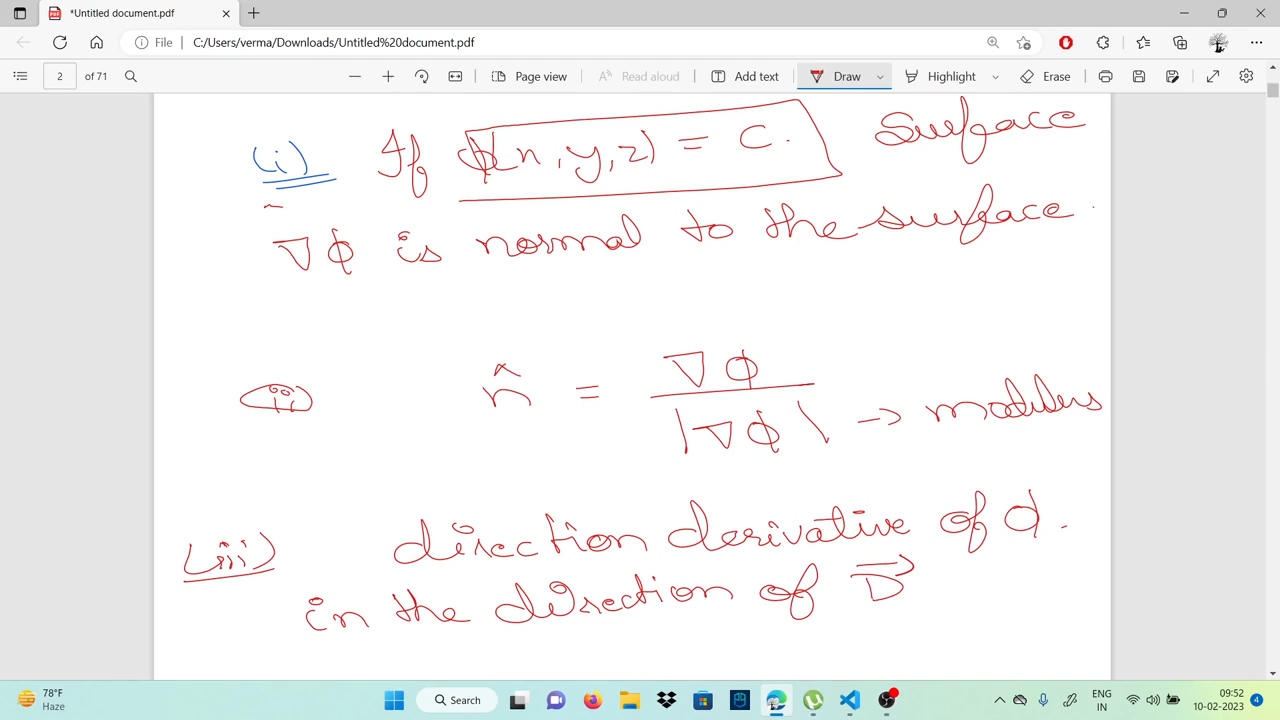 *Untitled document.pdf
File C:/Users/verma/Downloads/Untitled%20document.pdf
2 of 71 Page view Read aloud Add text Draw Highlight Erase
(i) If ϕ(x, y, z) = c. Surface
∇ϕ is normal to the surface
(ii) n̂ = ∇ϕ / |∇ϕ| → modulus
(iii) direction derivative of ϕ.
in the direction of D⃗
78°F
Haze
Search
ENG
IN
09:52
10-02-2023
4